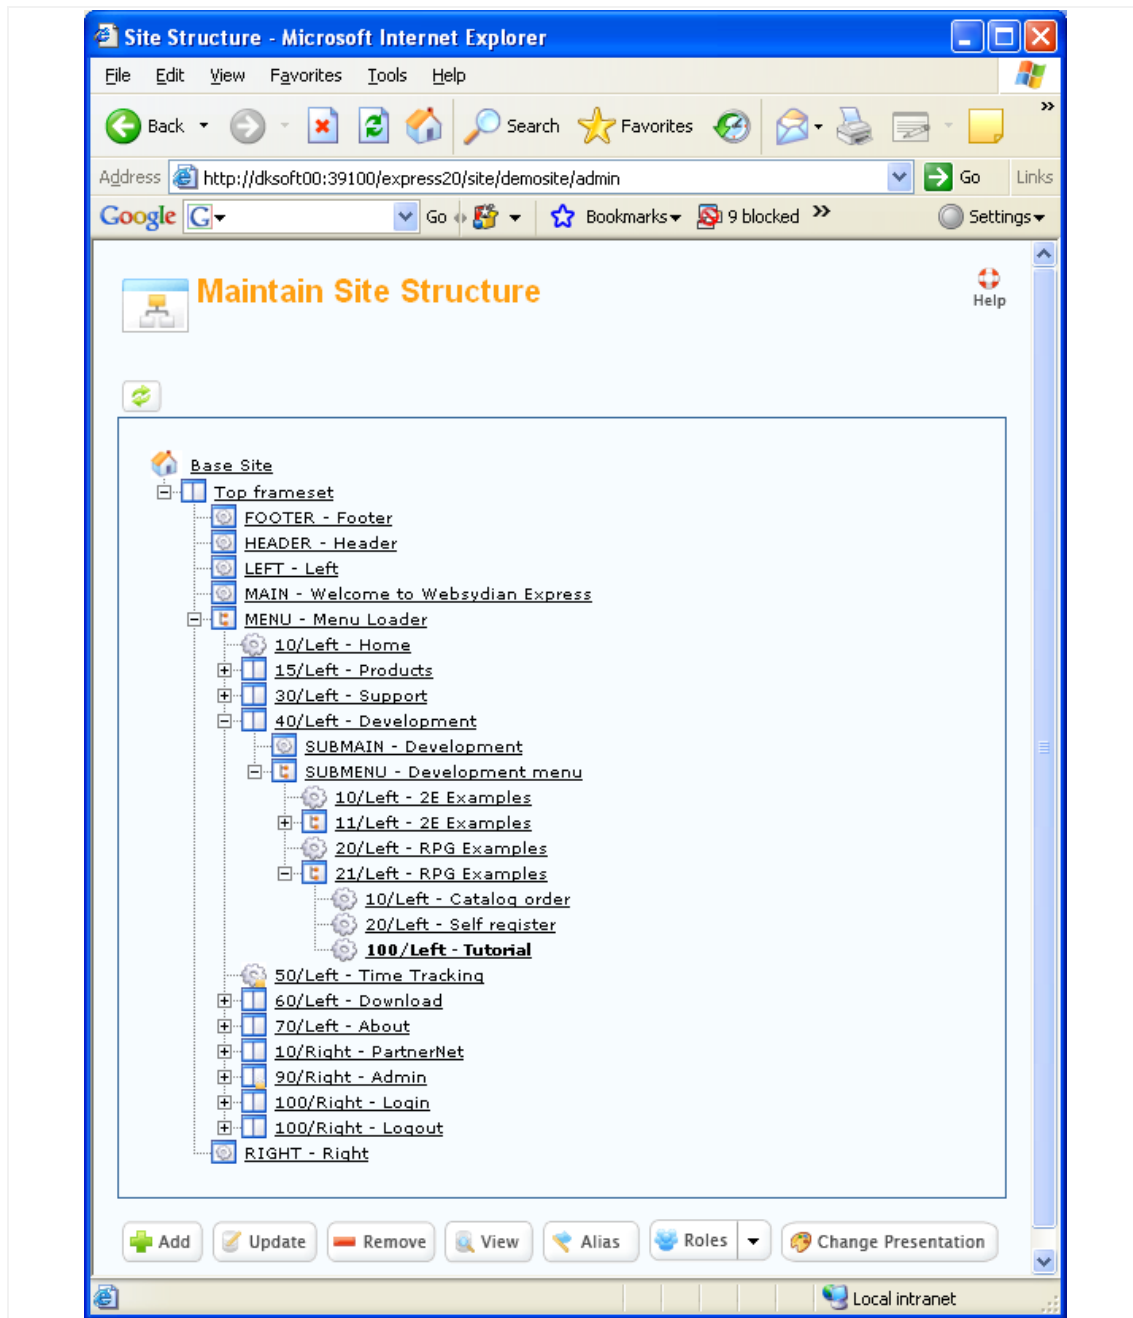 Site Structure - Microsoft Internet Explorer
File Edit View Favorites Tools Help
Back Search Favorites »
Address http://dksoft00:39100/express20/site/demosite/admin Go Links
Google G Go Bookmarks 9 blocked » Settings
Maintain Site Structure
Help
Base Site
Top frameset
FOOTER - Footer
HEADER - Header
LEFT - Left
MAIN - Welcome to Websydian Express
MENU - Menu Loader
10/Left - Home
15/Left - Products
30/Left - Support
40/Left - Development
SUBMAIN - Development
SUBMENU - Development menu
10/Left - 2E Examples
11/Left - 2E Examples
20/Left - RPG Examples
21/Left - RPG Examples
10/Left - Catalog order
20/Left - Self register
100/Left - Tutorial
50/Left - Time Tracking
60/Left - Download
70/Left - About
10/Right - PartnerNet
90/Right - Admin
100/Right - Login
100/Right - Logout
RIGHT - Right
Add Update Remove View Alias Roles Change Presentation
Local intranet